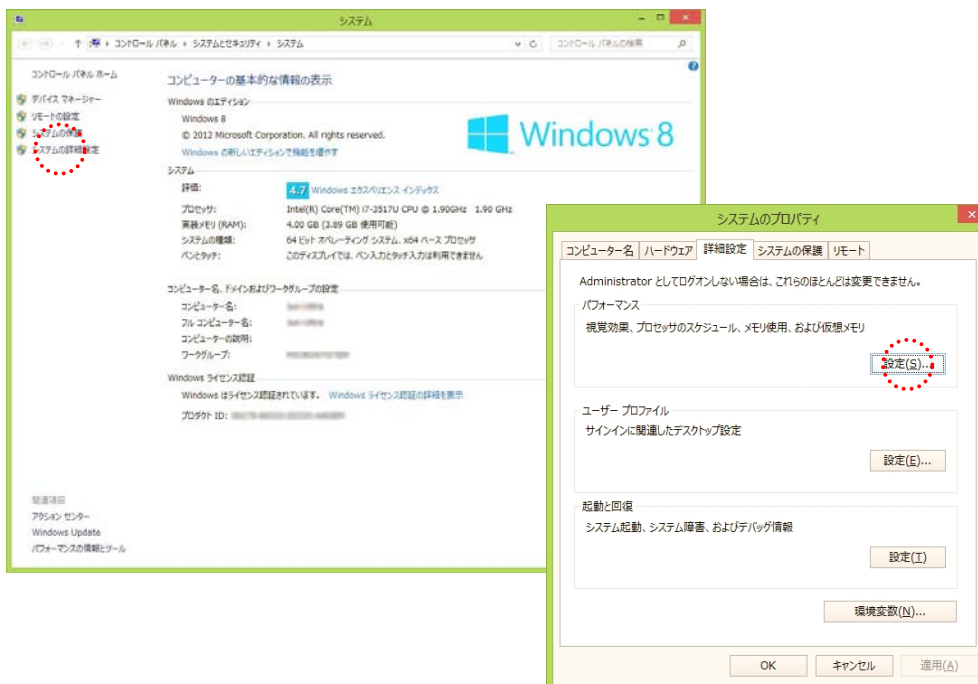 システム
コントロール パネル ▸ システムとセキュリティ ▸ システム
コントロール パネルの検索
コントロール パネル ホーム
デバイス マネージャー
リモートの設定
システムの保護
システムの詳細設定
コンピューターの基本的な情報の表示
Windows のエディション
Windows 8
© 2012 Microsoft Corporation. All rights reserved.
Windows の新しいエディションで機能を増やす
Windows 8
システム
評価: 4.7 Windows エクスペリエンス インデックス
プロセッサ: Intel(R) Core(TM) i7-3517U CPU @ 1.90GHz 1.90 GHz
実装メモリ (RAM): 4.00 GB (3.89 GB 使用可能)
システムの種類: 64 ビット オペレーティング システム、x64 ベース プロセッサ
ペンとタッチ: このディスプレイでは、ペン入力とタッチ入力は利用できません
コンピューター名、ドメインおよびワークグループの設定
コンピューター名:
フル コンピューター名:
コンピューターの説明:
ワークグループ:
Windows ライセンス認証
Windows はライセンス認証されています。 Windows ライセンス認証の詳細を表示
プロダクト ID:
関連項目
アクション センター
Windows Update
パフォーマンスの情報とツール
システムのプロパティ
コンピューター名 ハードウェア 詳細設定 システムの保護 リモート
Administrator としてログオンしない場合は、これらのほとんどは変更できません。
パフォーマンス
視覚効果、プロセッサのスケジュール、メモリ使用、および仮想メモリ
設定(S)...
ユーザー プロファイル
サインインに関連したデスクトップ設定
設定(E)...
起動と回復
システム起動、システム障害、およびデバッグ情報
設定(T)
環境変数(N)...
OK キャンセル 適用(A)